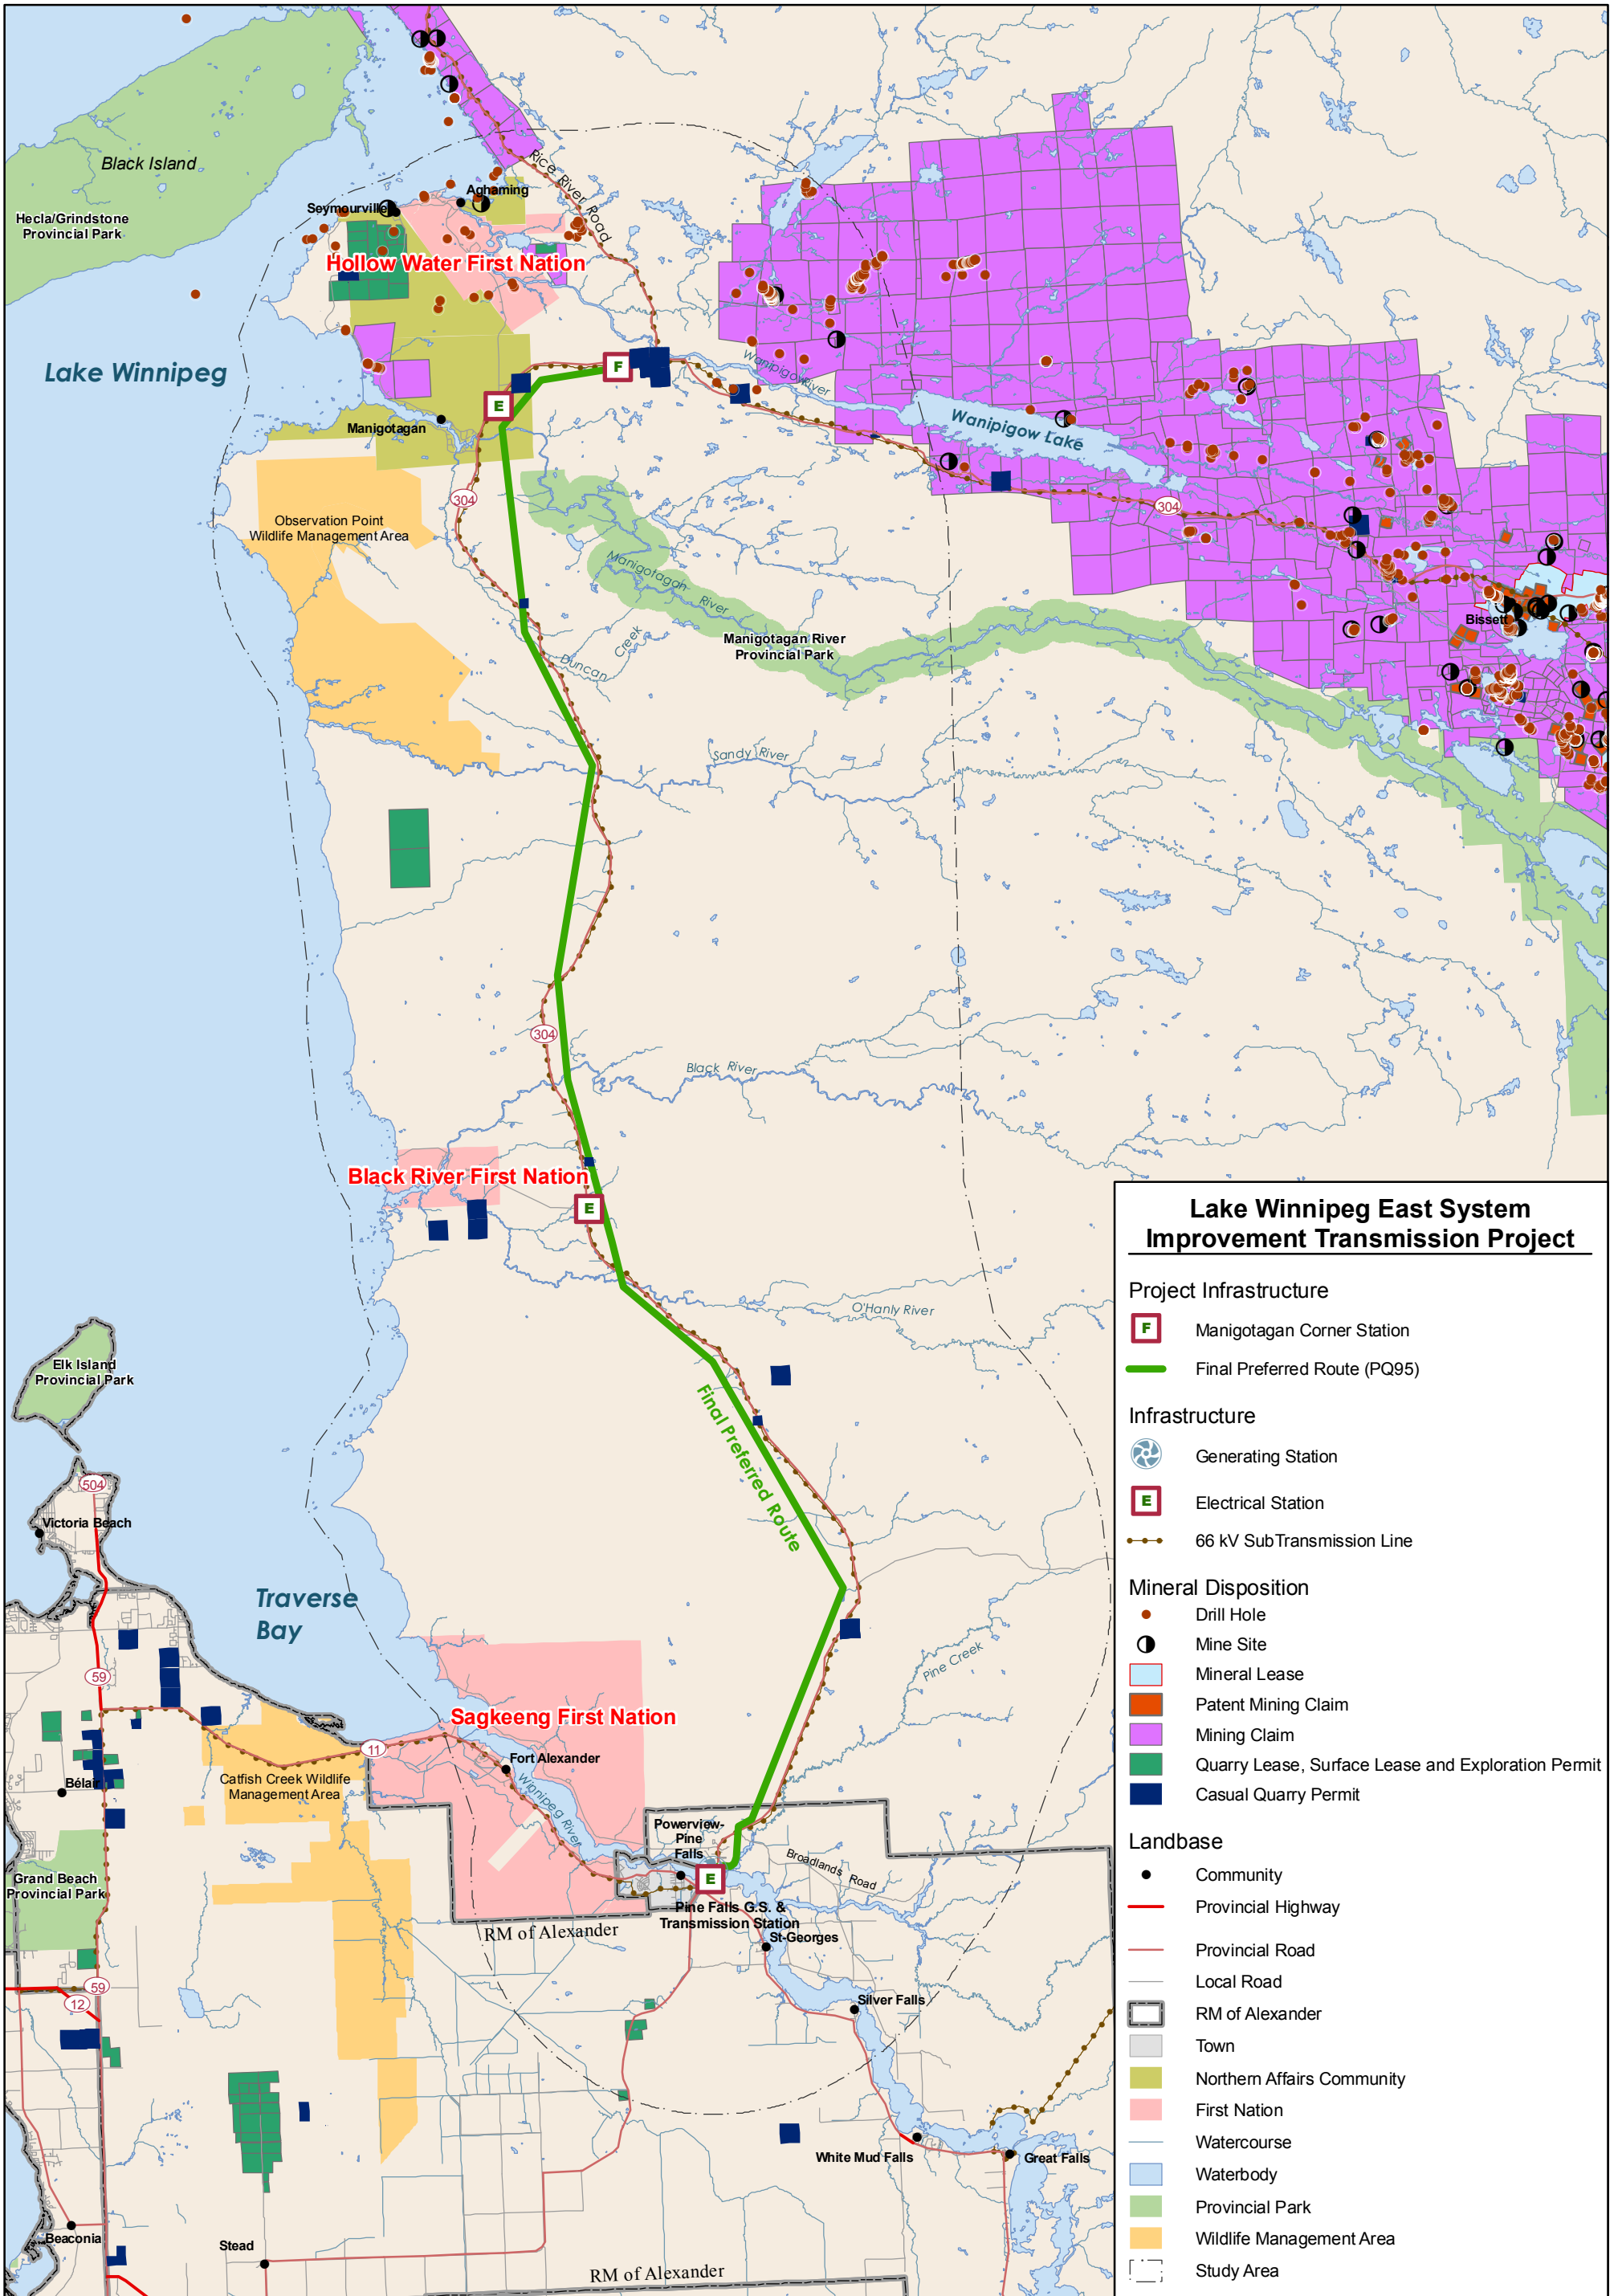 Black Island
Hecla/Grindstone
Provincial Park
Rice River Road
Aghaming
Seymourville
Hollow Water First Nation
Lake Winnipeg
F
Wanipigow River
E
Wanipigow Lake
Manigotagan
304
304
Observation Point
Wildlife Management Area
Manigotagan River
Manigotagan River
Provincial Park
Bissett
Duncan Creek
Sandy River
304
Black River
Black River First Nation
E
O'Hanly River
Elk Island
Provincial Park
Final Preferred Route
504
Victoria Beach
Traverse
Bay
59
Pine Creek
Sagkeeng First Nation
11
Fort Alexander
Winnipeg River
Bélair
Catfish Creek Wildlife
Management Area
Powerview-
Pine
Falls
Broadlands Road
Grand Beach
Provincial Park
E
Pine Falls G.S. &
Transmission Station
RM of Alexander
St-Georges
59
12
Silver Falls
White Mud Falls
Great Falls
Beaconia
Stead
RM of Alexander
Lake Winnipeg East System
Improvement Transmission Project
Project Infrastructure
F Manigotagan Corner Station
Final Preferred Route (PQ95)
Infrastructure
Generating Station
E Electrical Station
66 kV SubTransmission Line
Mineral Disposition
Drill Hole
Mine Site
Mineral Lease
Patent Mining Claim
Mining Claim
Quarry Lease, Surface Lease and Exploration Permit
Casual Quarry Permit
Landbase
Community
Provincial Highway
Provincial Road
Local Road
RM of Alexander
Town
Northern Affairs Community
First Nation
Watercourse
Waterbody
Provincial Park
Wildlife Management Area
Study Area